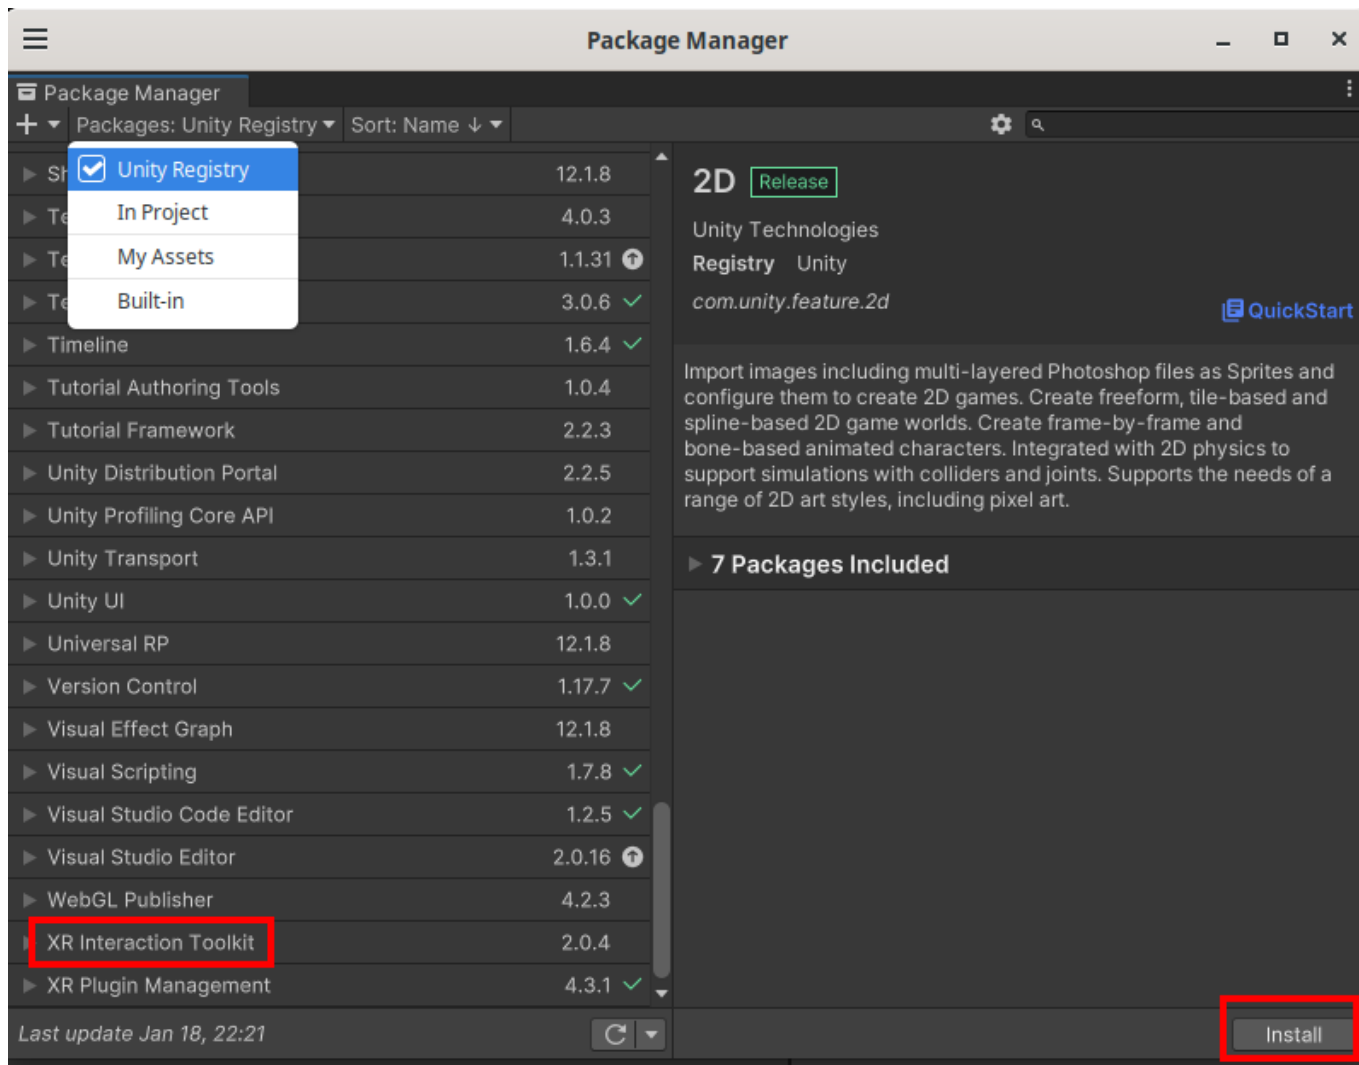 Package Manager
Package Manager
Packages: Unity Registry
Sort: Name ↓
Unity Registry
In Project
My Assets
Built-in
12.1.8
4.0.3
1.1.31
3.0.6
Timeline 1.6.4
Tutorial Authoring Tools 1.0.4
Tutorial Framework 2.2.3
Unity Distribution Portal 2.2.5
Unity Profiling Core API 1.0.2
Unity Transport 1.3.1
Unity UI 1.0.0
Universal RP 12.1.8
Version Control 1.17.7
Visual Effect Graph 12.1.8
Visual Scripting 1.7.8
Visual Studio Code Editor 1.2.5
Visual Studio Editor 2.0.16
WebGL Publisher 4.2.3
XR Interaction Toolkit 2.0.4
XR Plugin Management 4.3.1
Last update Jan 18, 22:21
2D Release
Unity Technologies
Registry Unity
com.unity.feature.2d
QuickStart
Import images including multi-layered Photoshop files as Sprites and
configure them to create 2D games. Create freeform, tile-based and
spline-based 2D game worlds. Create frame-by-frame and
bone-based animated characters. Integrated with 2D physics to
support simulations with colliders and joints. Supports the needs of a
range of 2D art styles, including pixel art.
7 Packages Included
Install